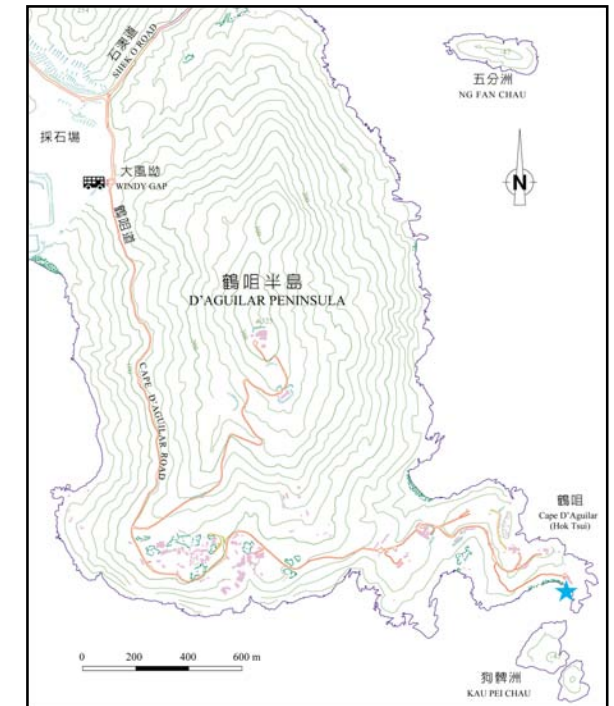 石澳道
SHEK O ROAD
五分洲
NG FAN CHAU
採石場
大風坳
WINDY GAP
N
鶴咀道
鶴咀半島
D'AGUILAR PENINSULA
CAPE D'AGUILAR ROAD
鶴咀
Cape D'Aguilar
(Hok Tsui)
0 200 400 600 m
狗髀洲
KAU PEI CHAU